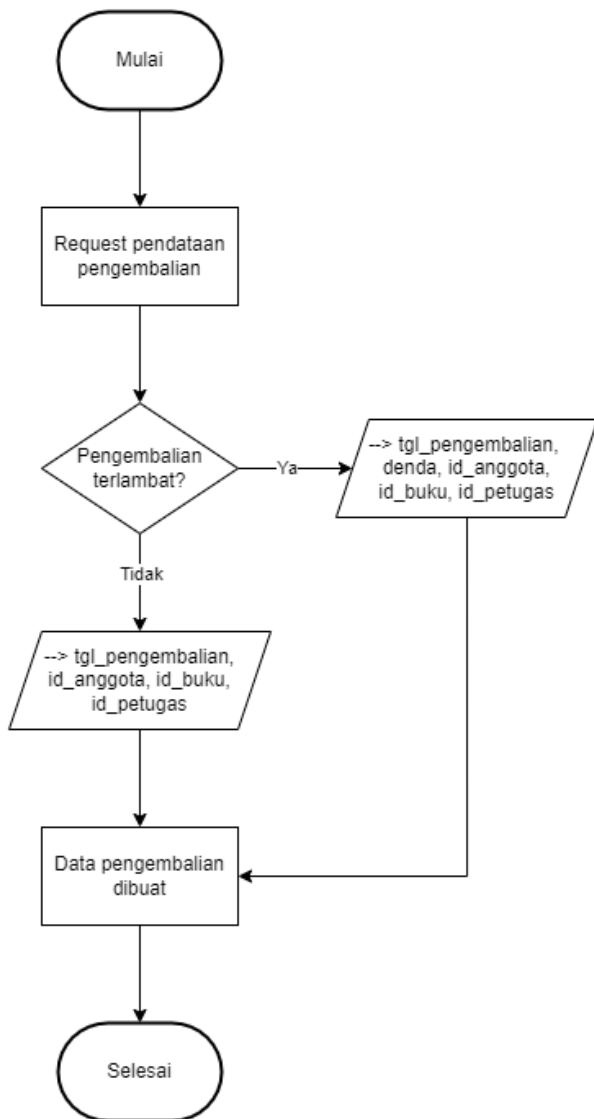 Mulai
Request pendataan
pengembalian
Pengembalian
terlambat?
Ya
--> tgl_pengembalian,
denda, id_anggota,
id_buku, id_petugas
Tidak
--> tgl_pengembalian,
id_anggota, id_buku,
id_petugas
Data pengembalian
dibuat
Selesai